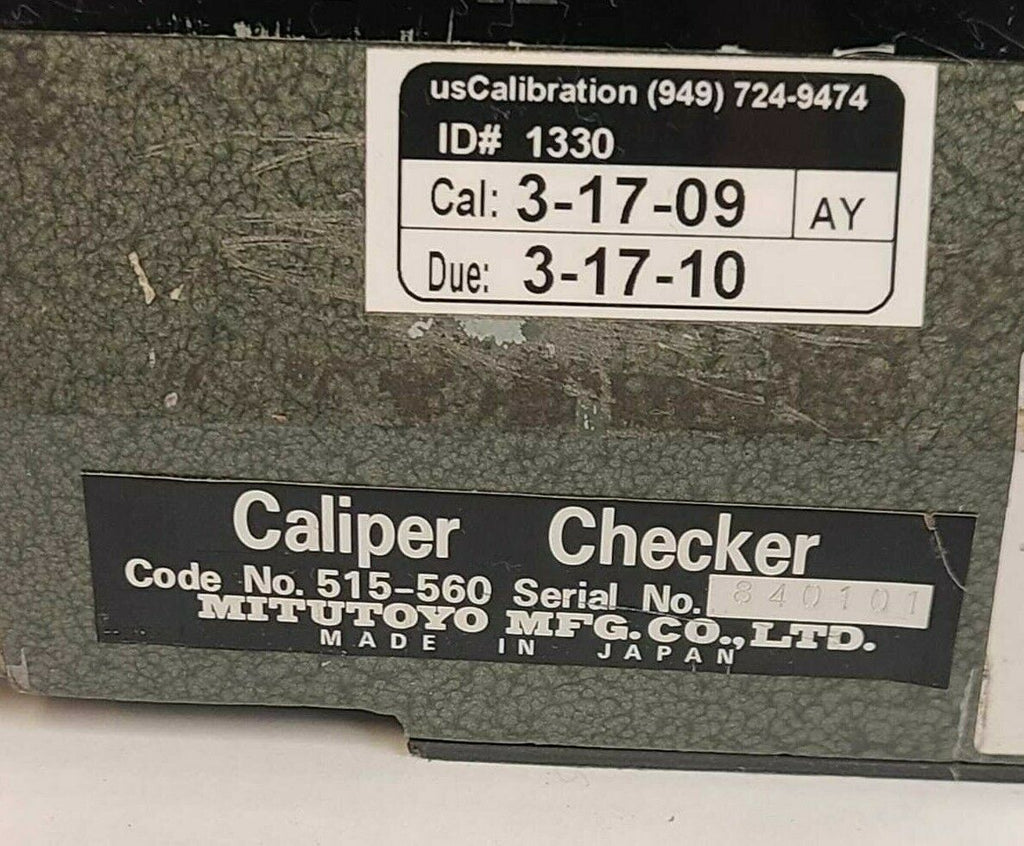 usCalibration (949) 724-9474
ID# 1330
Cal: 3-17-09 AY
Due: 3-17-10
Caliper Checker
Code No. 515-560 Serial No. 840101
MITUTOYO MFG. CO., LTD.
MADE IN JAPAN